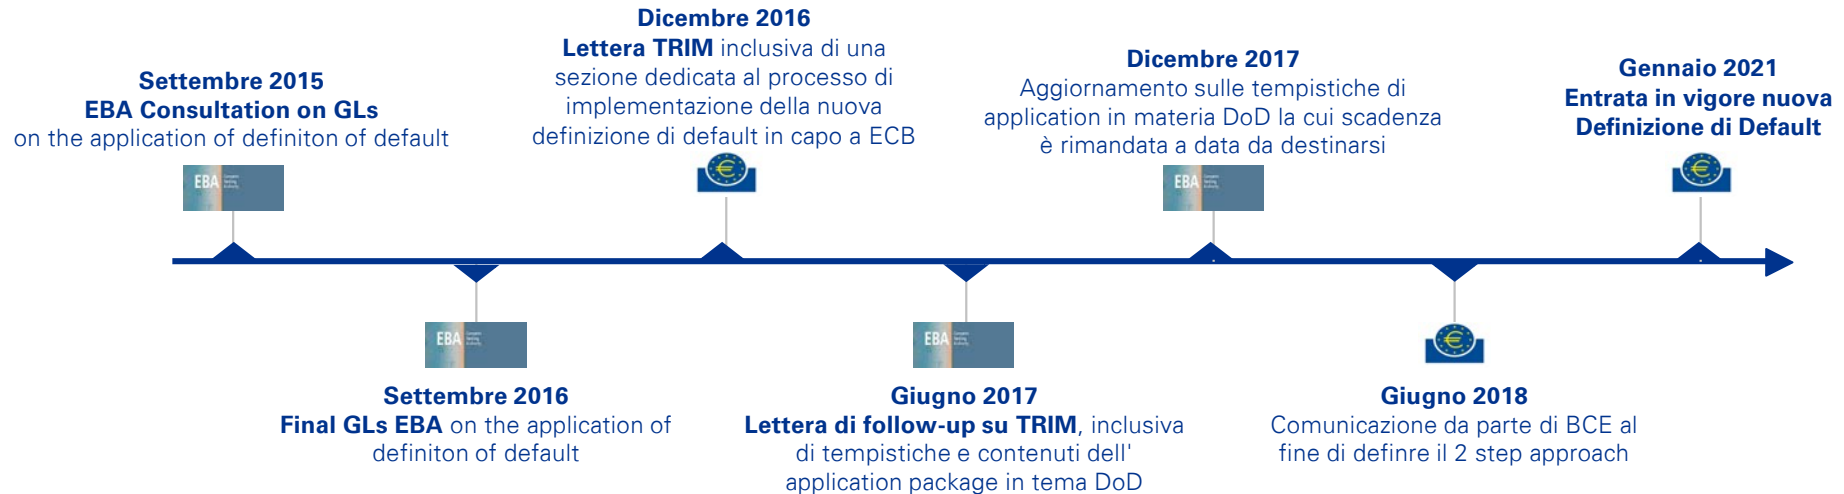 Settembre 2015
EBA Consultation on GLs
on the application of definiton of default
EBA
Dicembre 2016
Lettera TRIM inclusiva di una
sezione dedicata al processo di
implementazione della nuova
definizione di default in capo a ECB
Dicembre 2017
Aggiornamento sulle tempistiche di
application in materia DoD la cui scadenza
è rimandata a data da destinarsi
EBA
Gennaio 2021
Entrata in vigore nuova
Definizione di Default
EBA
Settembre 2016
Final GLs EBA on the application of
definiton of default
EBA
Giugno 2017
Lettera di follow-up su TRIM, inclusiva
di tempistiche e contenuti dell'
application package in tema DoD
Giugno 2018
Comunicazione da parte di BCE al
fine di definre il 2 step approach